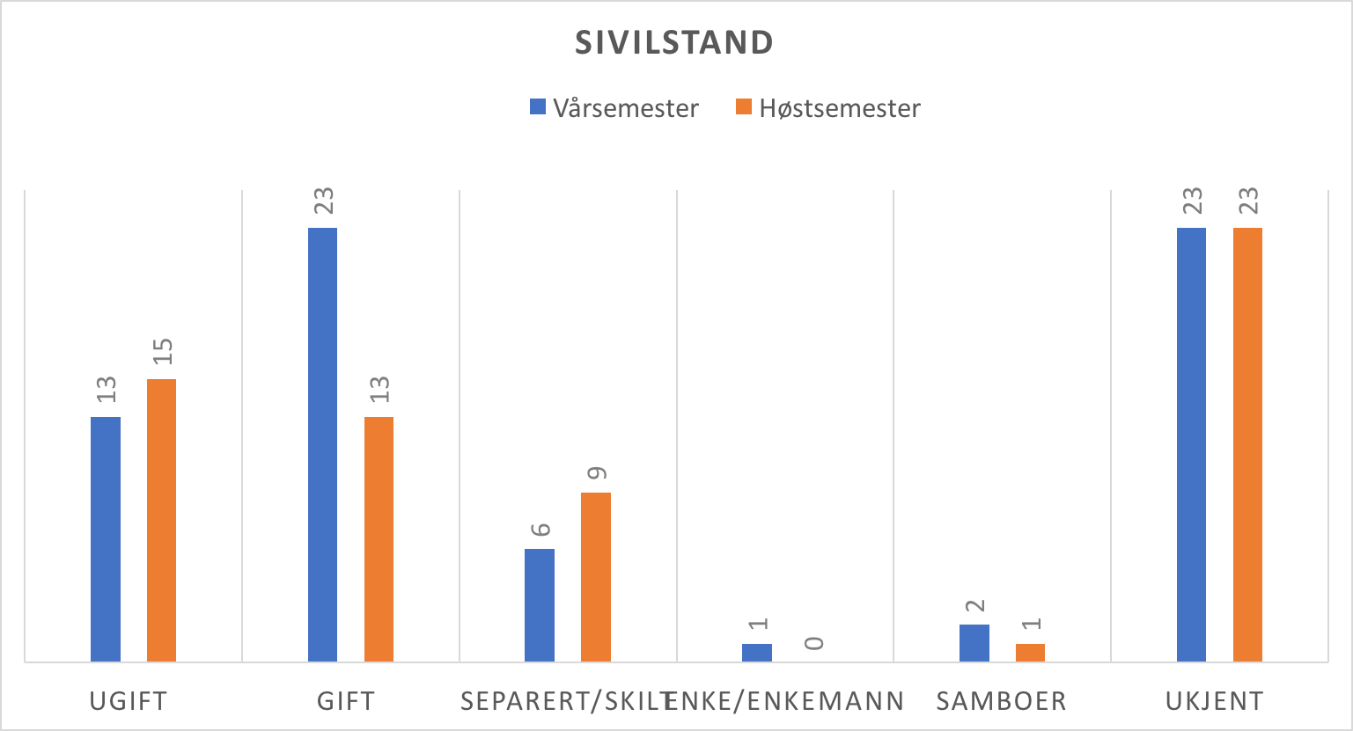 SIVILSTAND
Vårsemester Høstsemester
13 15 23 13 6 9 1 0 2 1 23 23
UGIFT GIFT SEPARERT/SKILT ENKE/ENKEMANN SAMBOER UKJENT